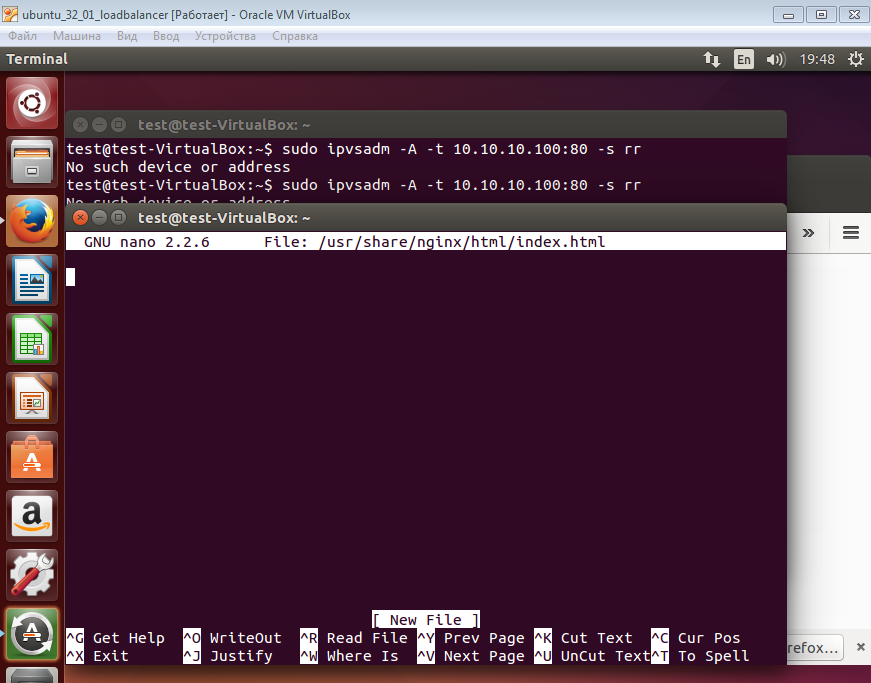 ubuntu_32_01_loadbalancer [Работает] - Oracle VM VirtualBox
Файл Машина Вид Ввод Устройства Справка
Terminal En 19:48
test@test-VirtualBox: ~
test@test-VirtualBox:~$ sudo ipvsadm -A -t 10.10.10.100:80 -s rr
No such device or address
test@test-VirtualBox:~$ sudo ipvsadm -A -t 10.10.10.100:80 -s rr
No such device or address
test@test-VirtualBox: ~
GNU nano 2.2.6 File: /usr/share/nginx/html/index.html
[ New File ]
^G Get Help ^O WriteOut ^R Read File ^Y Prev Page ^K Cut Text ^C Cur Pos
^X Exit ^J Justify ^W Where Is ^V Next Page ^U UnCut Text ^T To Spell
refox...